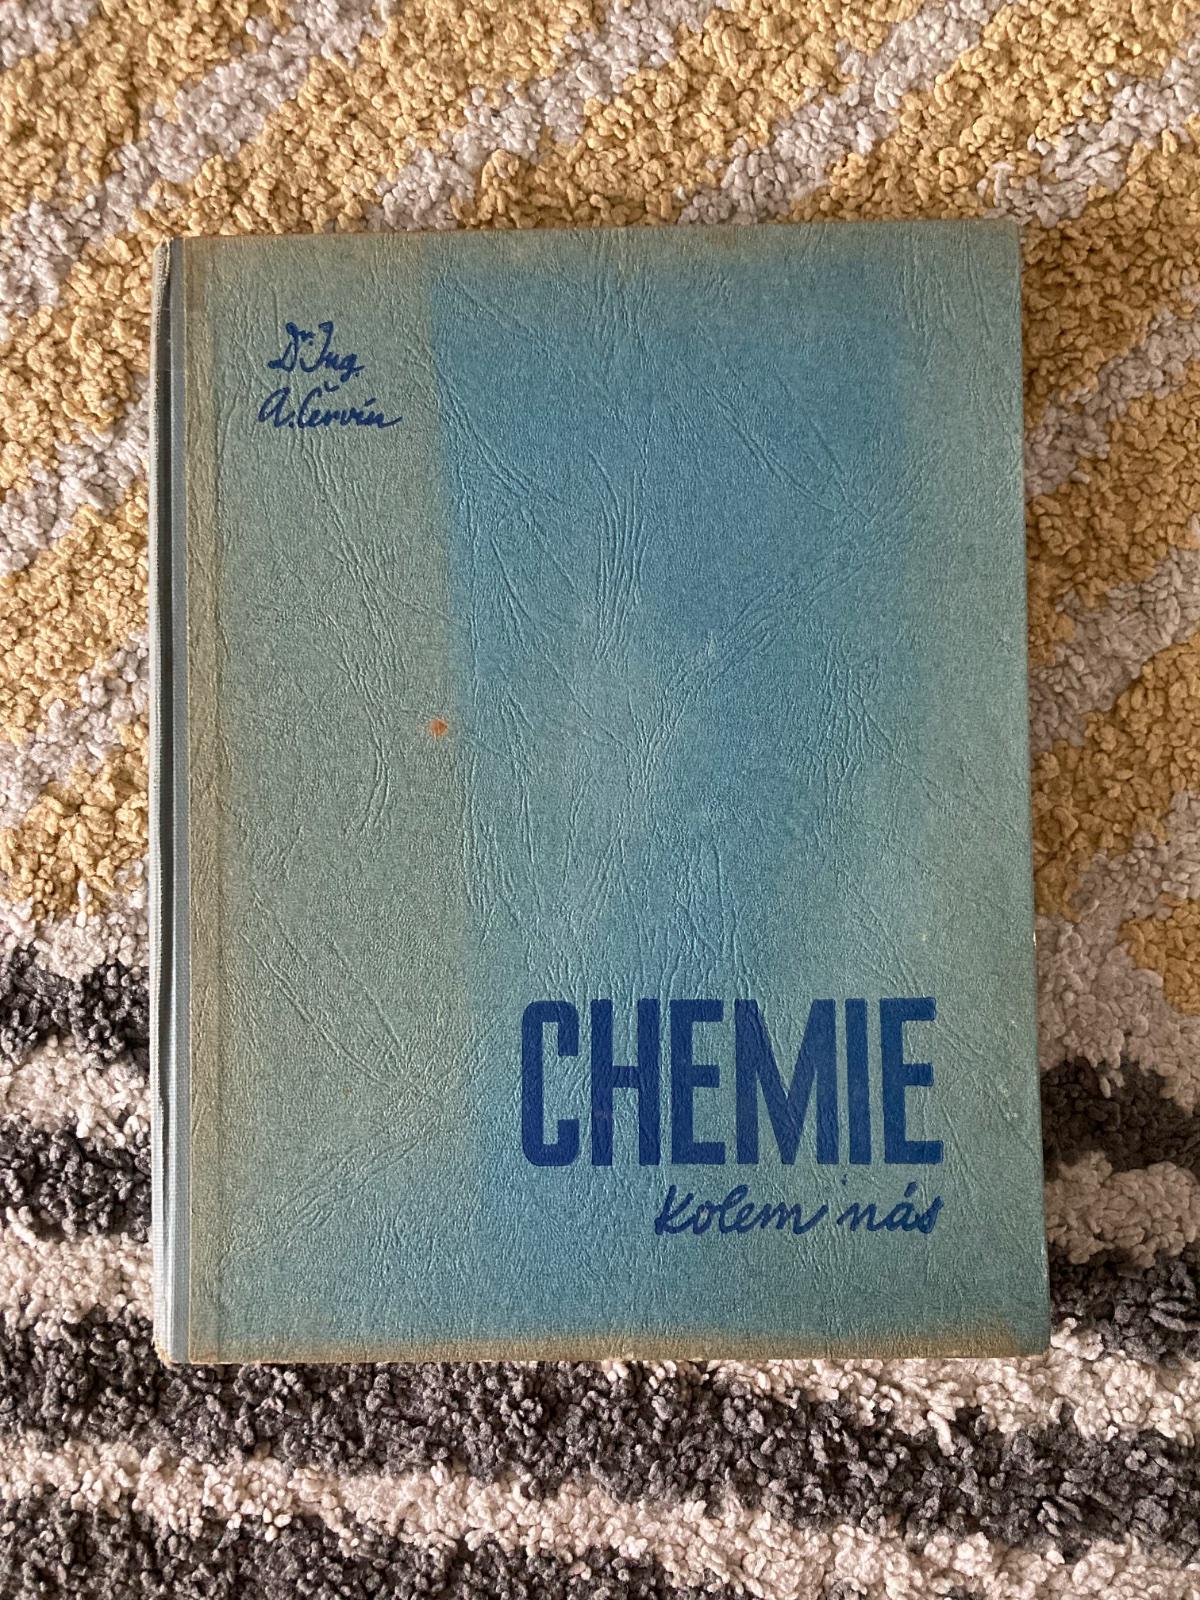 Dr. Ing.
A. Červín
CHEMIE
kolem nás